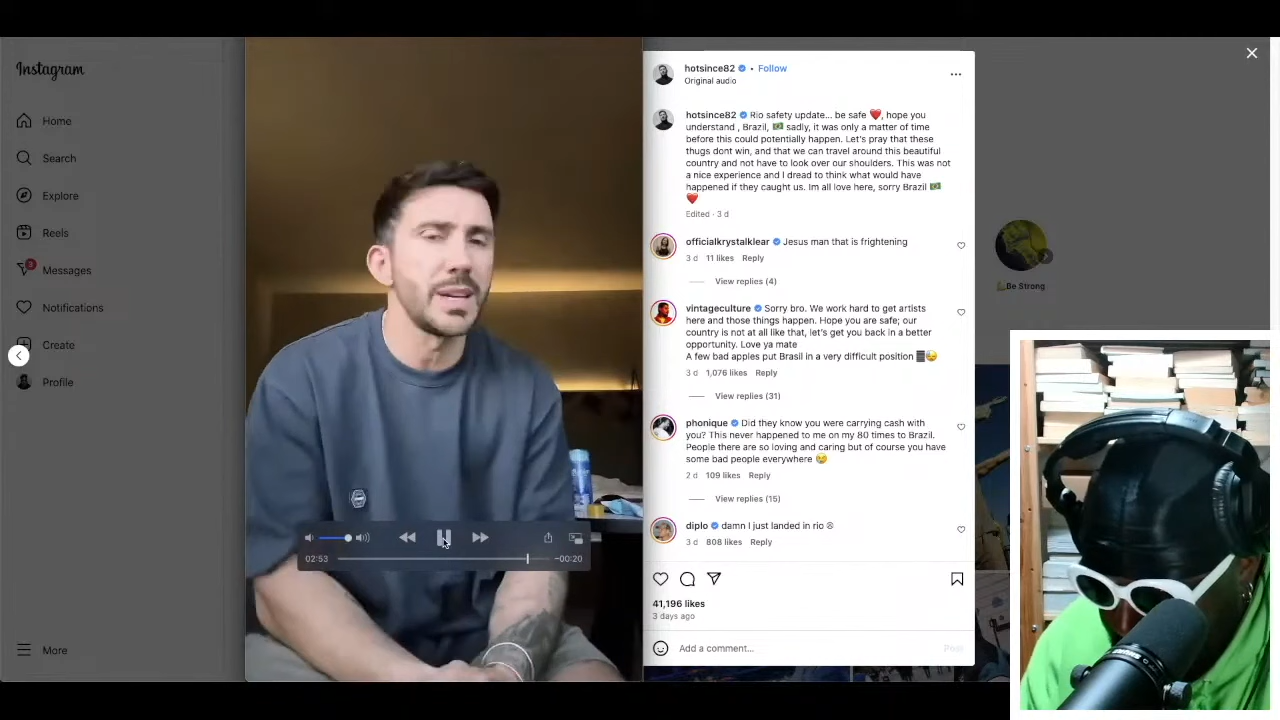 Instagram
Home
Search
Explore
Reels
3
Messages
Notifications
Create
Profile
More
02:53
-00:20
hotsince82 • Follow
Original audio
hotsince82 Rio safety update... be safe ❤️, hope you
understand , Brazil, 🇧🇷 sadly, it was only a matter of time
before this could potentially happen. Let's pray that these
thugs dont win, and that we can travel around this beautiful
country and not have to look over our shoulders. This was not
a nice experience and I dread to think what would have
happened if they caught us. Im all love here, sorry Brazil 🇧🇷
❤️
Edited · 3 d
officialkrystalklear Jesus man that is frightening
3 d 11 likes Reply
View replies (4)
vintageculture Sorry bro. We work hard to get artists
here and those things happen. Hope you are safe; our
country is not at all like that, let's get you back in a better
opportunity. Love ya mate
A few bad apples put Brasil in a very difficult position
3 d 1,076 likes Reply
View replies (31)
phonique Did they know you were carrying cash with
you? This never happened to me on my 80 times to Brazil.
People there are so loving and caring but of course you have
some bad people everywhere 😢
2 d 109 likes Reply
View replies (15)
diplo damn I just landed in rio ☹
3 d 808 likes Reply
41,196 likes
3 days ago
Add a comment...
Post
💪Be Strong